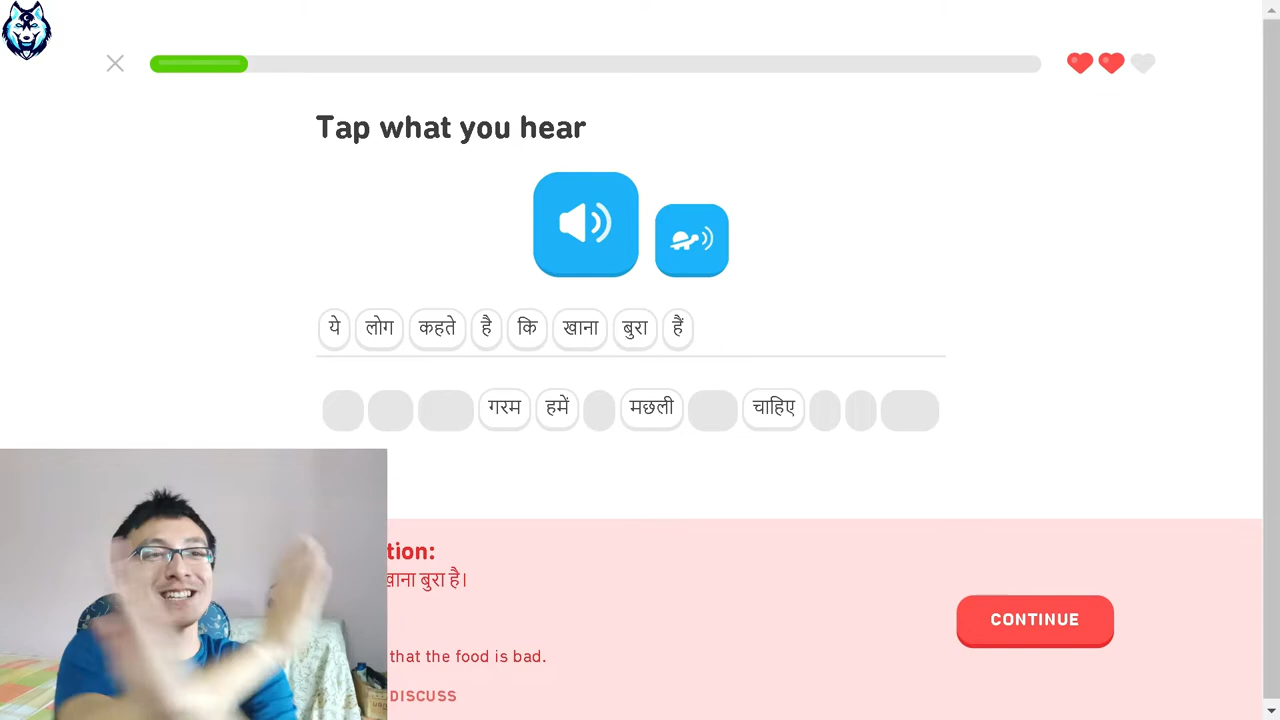 Tap what you hear
ये लोग कहते है कि खाना बुरा हैं
गरम हमें मछली चाहिए
tion:
खाना बुरा है।
CONTINUE
that the food is bad.
DISCUSS